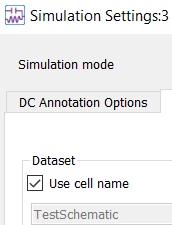 Simulation Settings:3
Simulation mode
DC Annotation Options
Dataset
Use cell name
TestSchematic